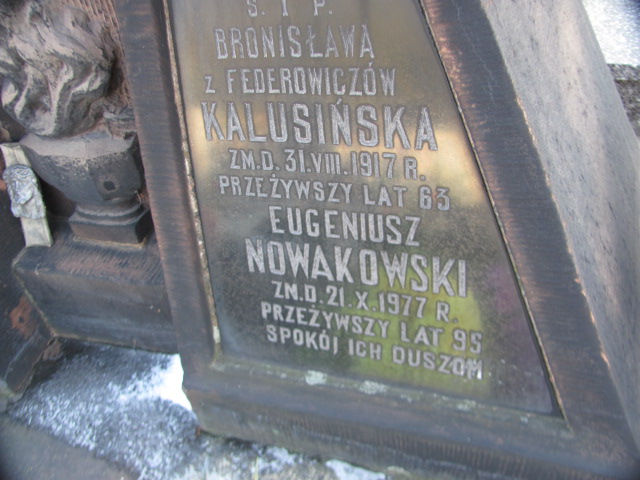 Ś. I P.
BRONISŁAWA
z FEDEROWICZÓW
KALUSIŃSKA
ZM.D. 31.VIII.1917 R.
PRZEŻYWSZY LAT 63
EUGENIUSZ
NOWAKOWSKI
ZM.D. 21.X.1977 R.
PRZEŻYWSZY LAT 95
SPOKÓJ ICH DUSZOM